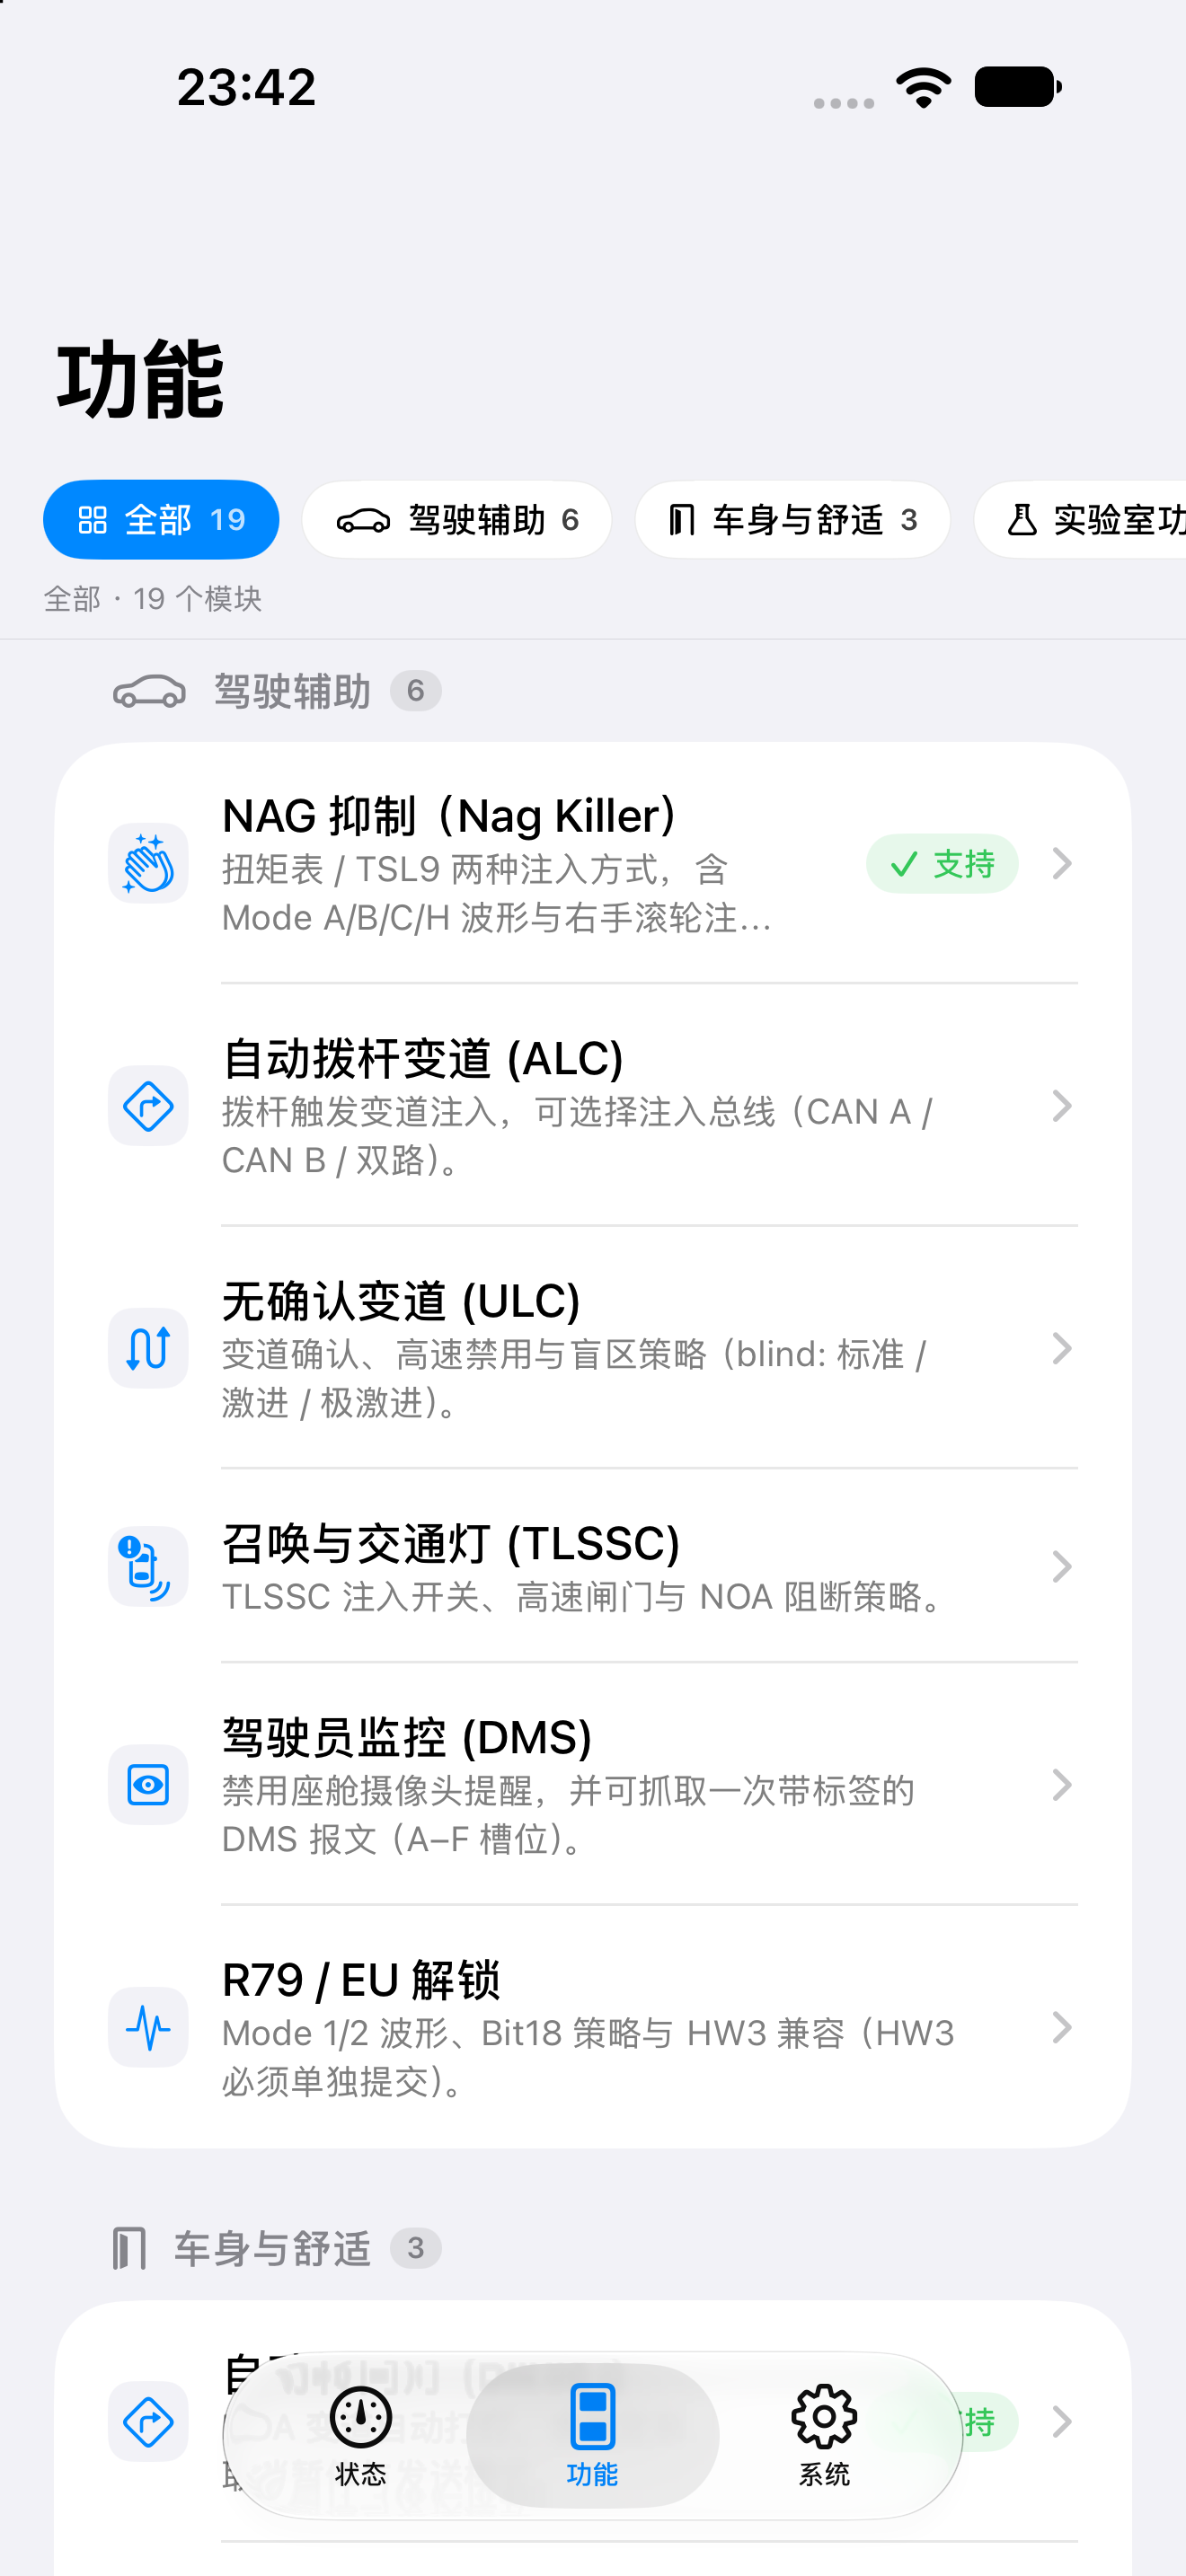 23:42
功能
全部 19
驾驶辅助 6
车身与舒适 3
实验室功
全部 · 19 个模块
驾驶辅助 6
NAG 抑制（Nag Killer）
扭矩表 / TSL9 两种注入方式，含
Mode A/B/C/H 波形与右手滚轮注...
支持
自动拨杆变道 (ALC)
拨杆触发变道注入，可选择注入总线（CAN A /
CAN B / 双路）。
无确认变道 (ULC)
变道确认、高速禁用与盲区策略（blind: 标准 /
激进 / 极激进）。
召唤与交通灯 (TLSSC)
TLSSC 注入开关、高速闸门与 NOA 阻断策略。
驾驶员监控 (DMS)
禁用座舱摄像头提醒，并可抓取一次带标签的
DMS 报文（A–F 槽位）。
R79 / EU 解锁
Mode 1/2 波形、Bit18 策略与 HW3 兼容（HW3
必须单独提交）。
车身与舒适 3
持
状态
功能
系统